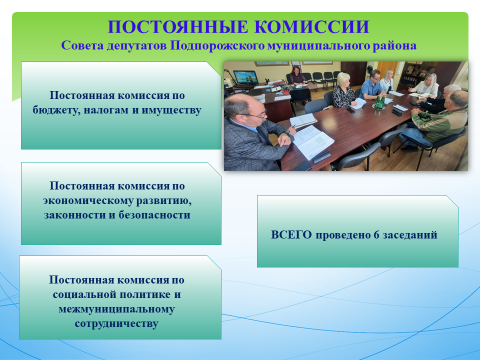 ПОСТОЯННЫЕ КОМИССИИ
Совета депутатов Подпорожского муниципального района
Постоянная комиссия по
бюджету, налогам и имуществу
Постоянная комиссия по
экономическому развитию,
законности и безопасности
Постоянная комиссия по
социальной политике и
межмуниципальному
сотрудничеству
ВСЕГО проведено 6 заседаний